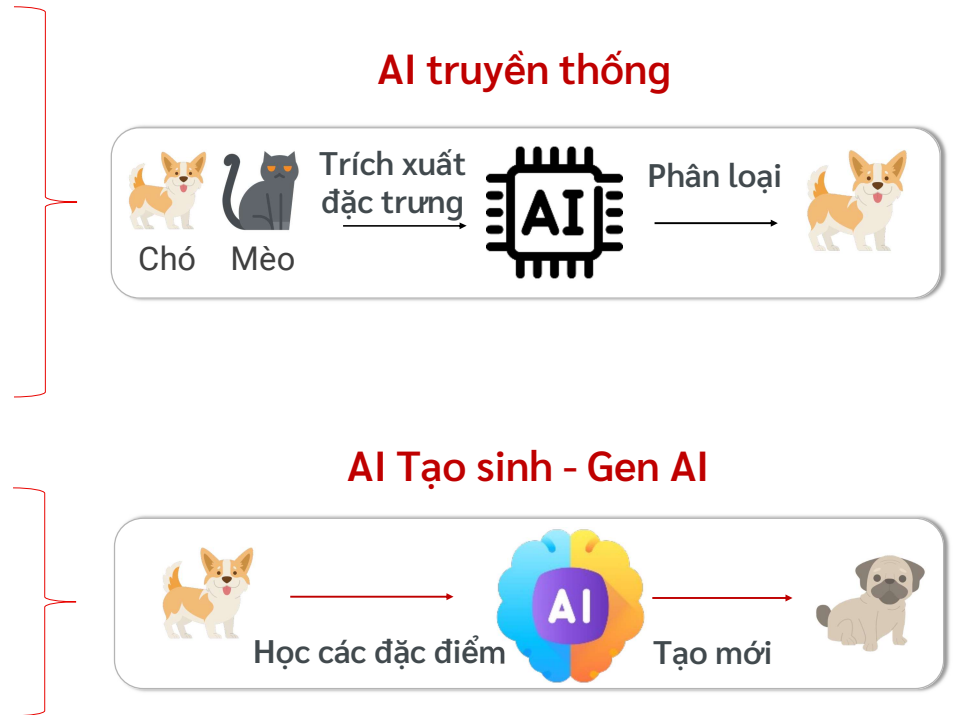 AI truyền thống
Trích xuất
đặc trưng
AI
Phân loại
Chó
Mèo
AI Tạo sinh - Gen AI
AI
Học các đặc điểm
Tạo mới